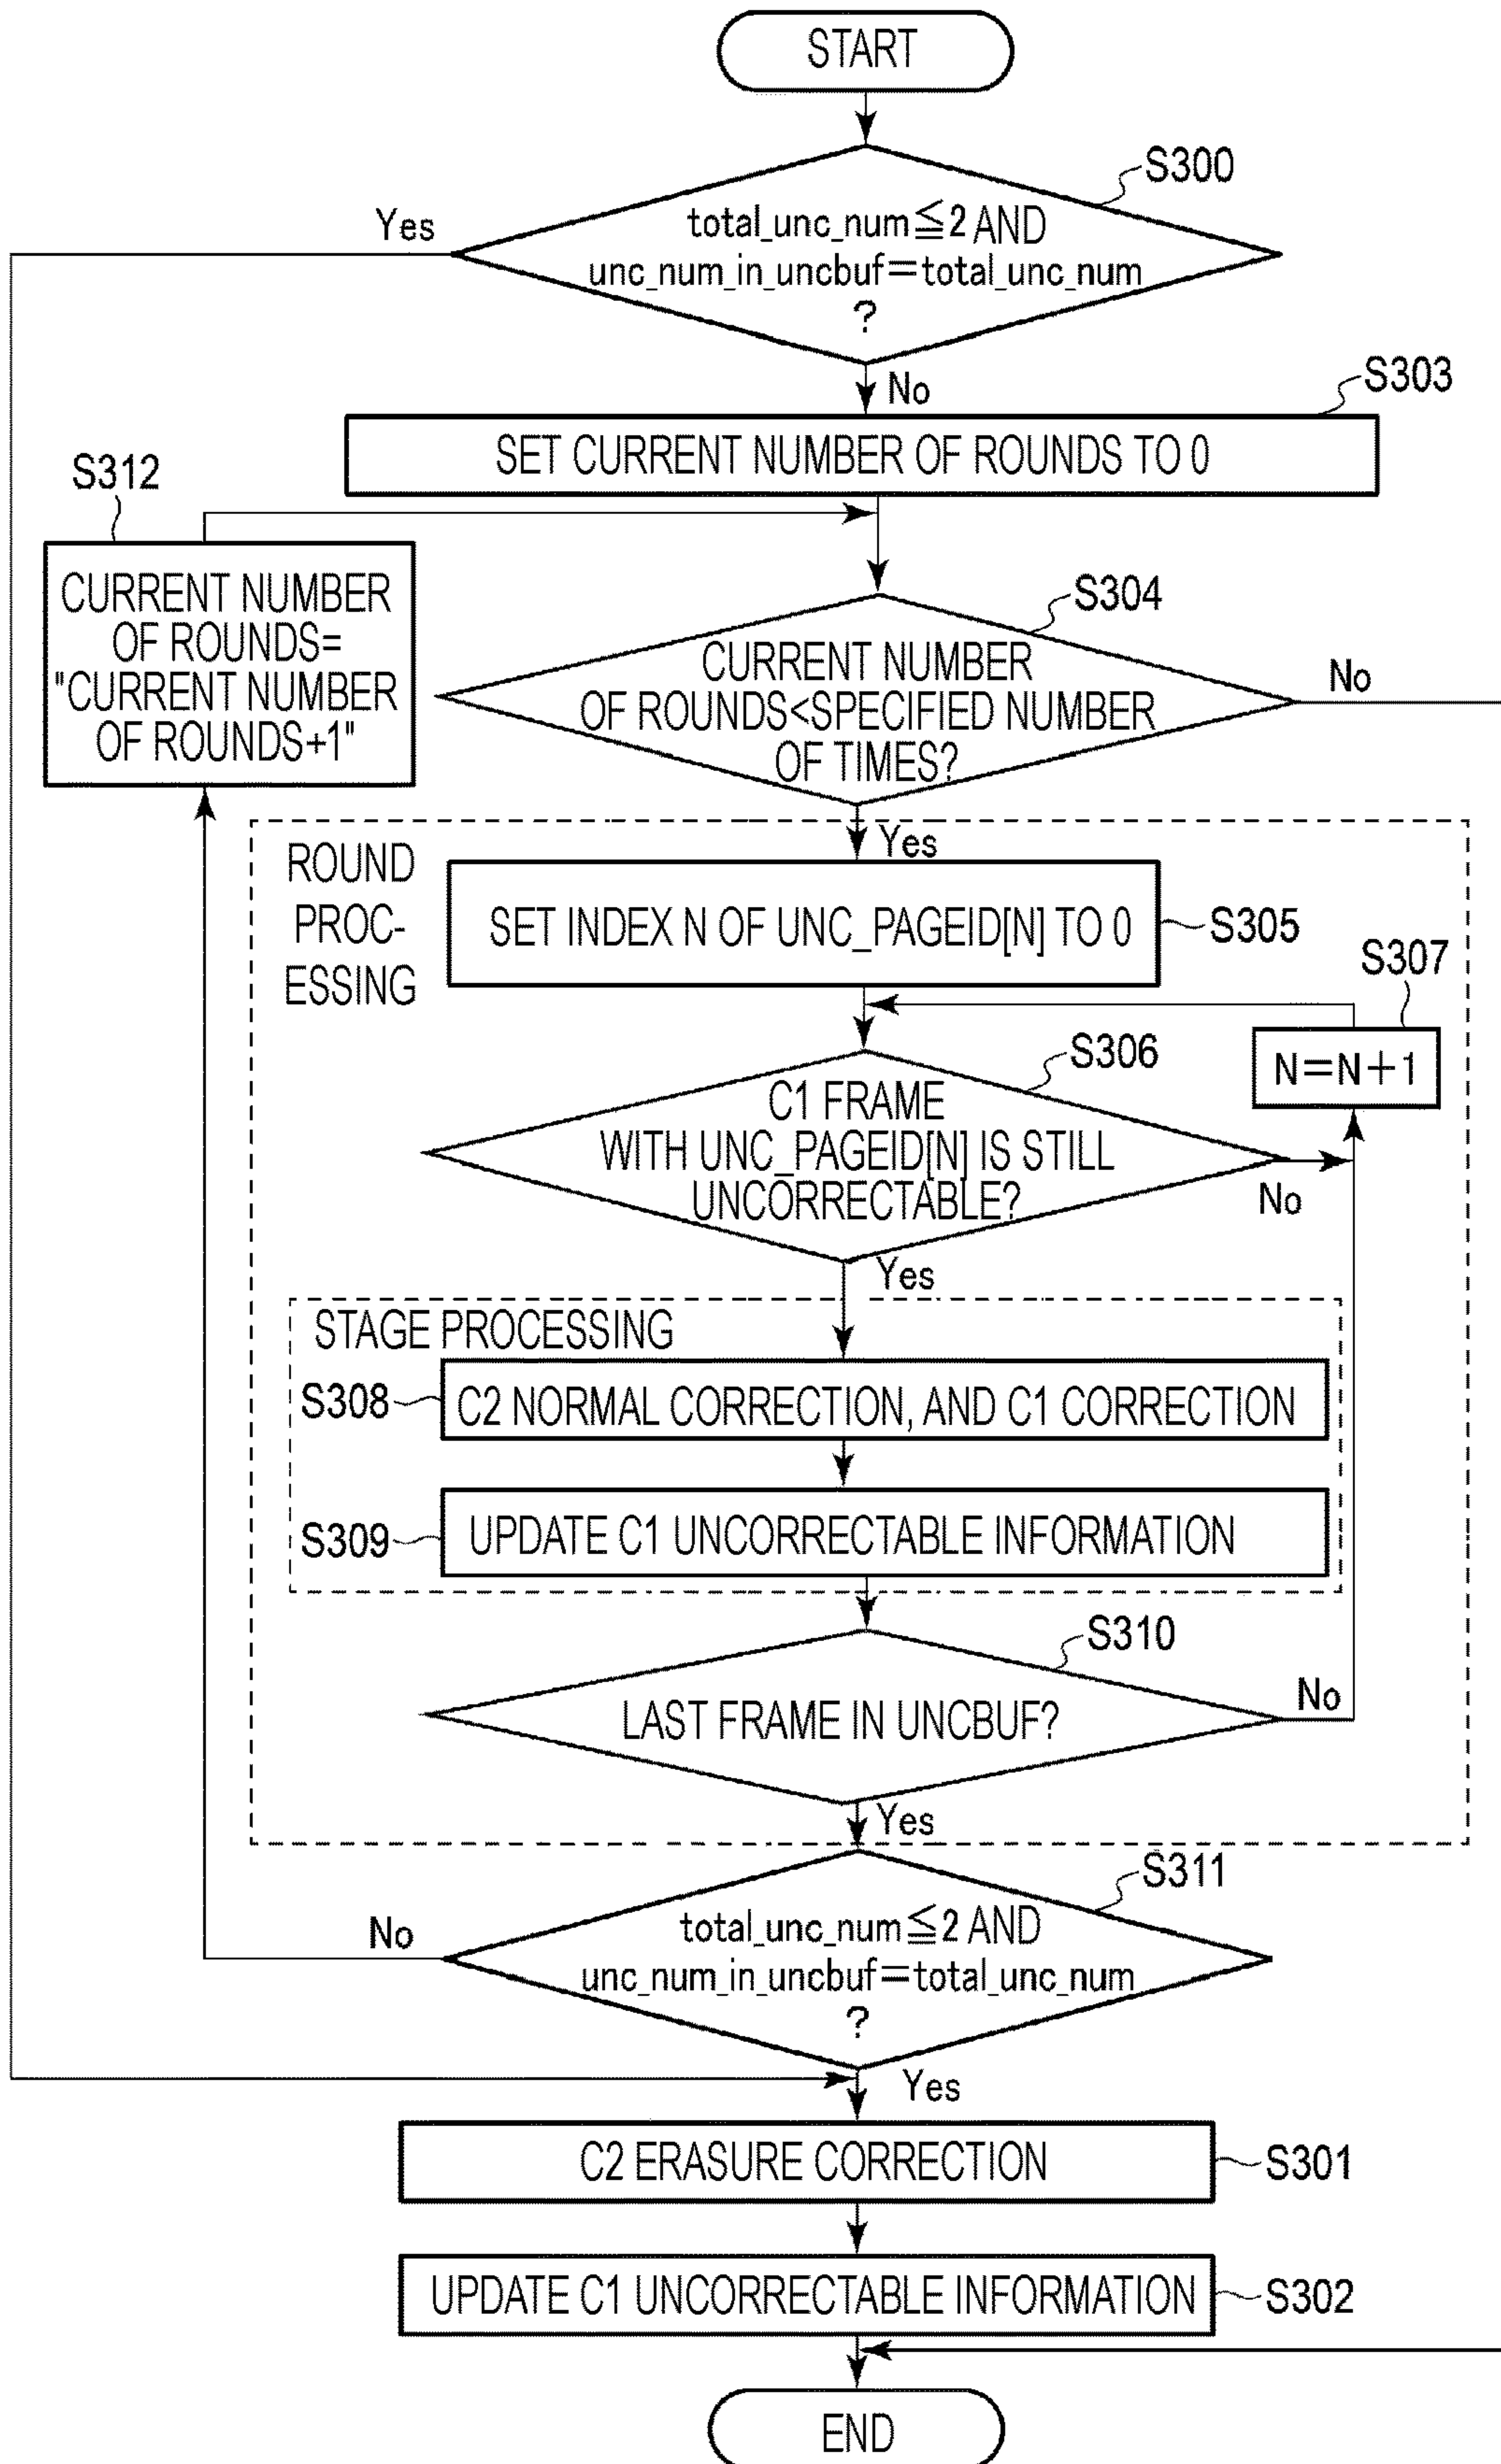 START
S300
Yes
total_unc_num≦2 AND
unc_num_in_uncbuf=total_unc_num
?
No
S303
SET CURRENT NUMBER OF ROUNDS TO 0
S312
CURRENT NUMBER
OF ROUNDS=
"CURRENT NUMBER
OF ROUNDS+1"
S304
CURRENT NUMBER
OF ROUNDS<SPECIFIED NUMBER
OF TIMES?
No
Yes
ROUND
PROC-
ESSING
SET INDEX N OF UNC_PAGEID[N] TO 0
S305
S307
N=N+1
S306
C1 FRAME
WITH UNC_PAGEID[N] IS STILL
UNCORRECTABLE?
No
Yes
STAGE PROCESSING
S308
C2 NORMAL CORRECTION, AND C1 CORRECTION
S309
UPDATE C1 UNCORRECTABLE INFORMATION
S310
LAST FRAME IN UNCBUF?
No
Yes
S311
No
total_unc_num≦2 AND
unc_num_in_uncbuf=total_unc_num
?
Yes
C2 ERASURE CORRECTION
S301
UPDATE C1 UNCORRECTABLE INFORMATION
S302
END